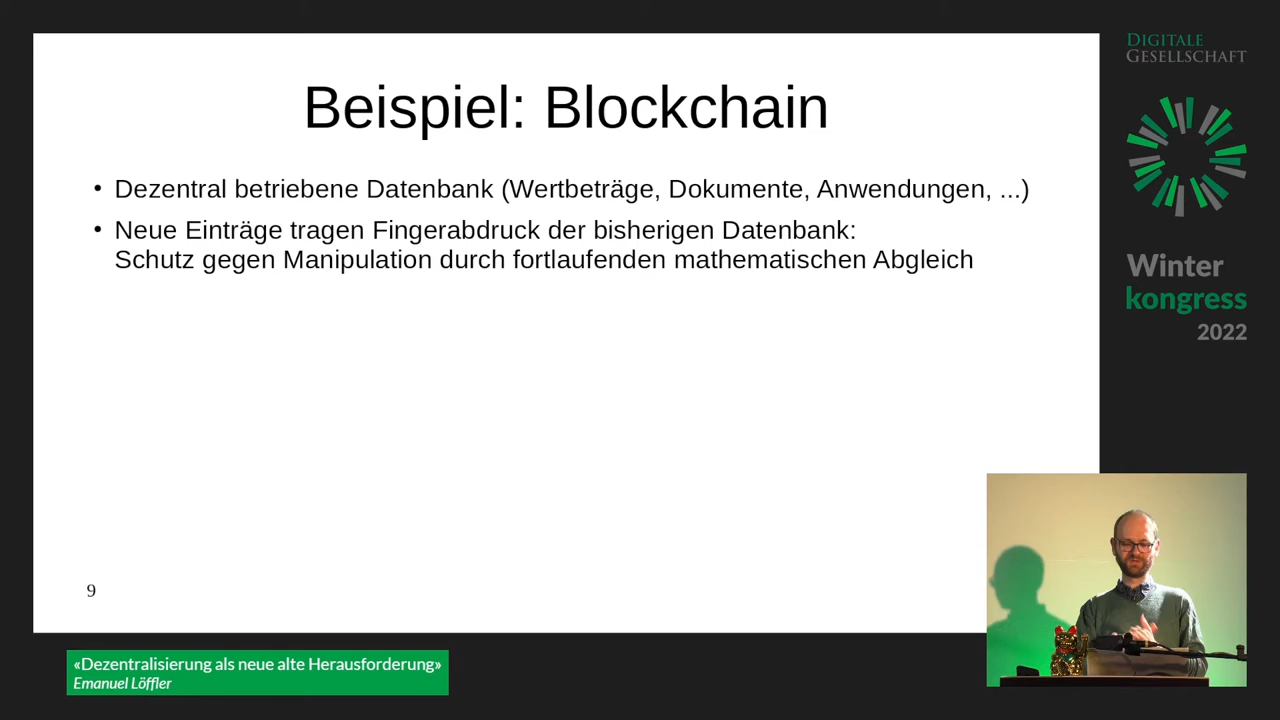 Beispiel: Blockchain
• Dezentral betriebene Datenbank (Wertbeträge, Dokumente, Anwendungen, ...)
• Neue Einträge tragen Fingerabdruck der bisherigen Datenbank:
Schutz gegen Manipulation durch fortlaufenden mathematischen Abgleich
9
DIGITALE
GESELLSCHAFT
Winter
kongress
2022
«Dezentralisierung als neue alte Herausforderung»
Emanuel Löffler